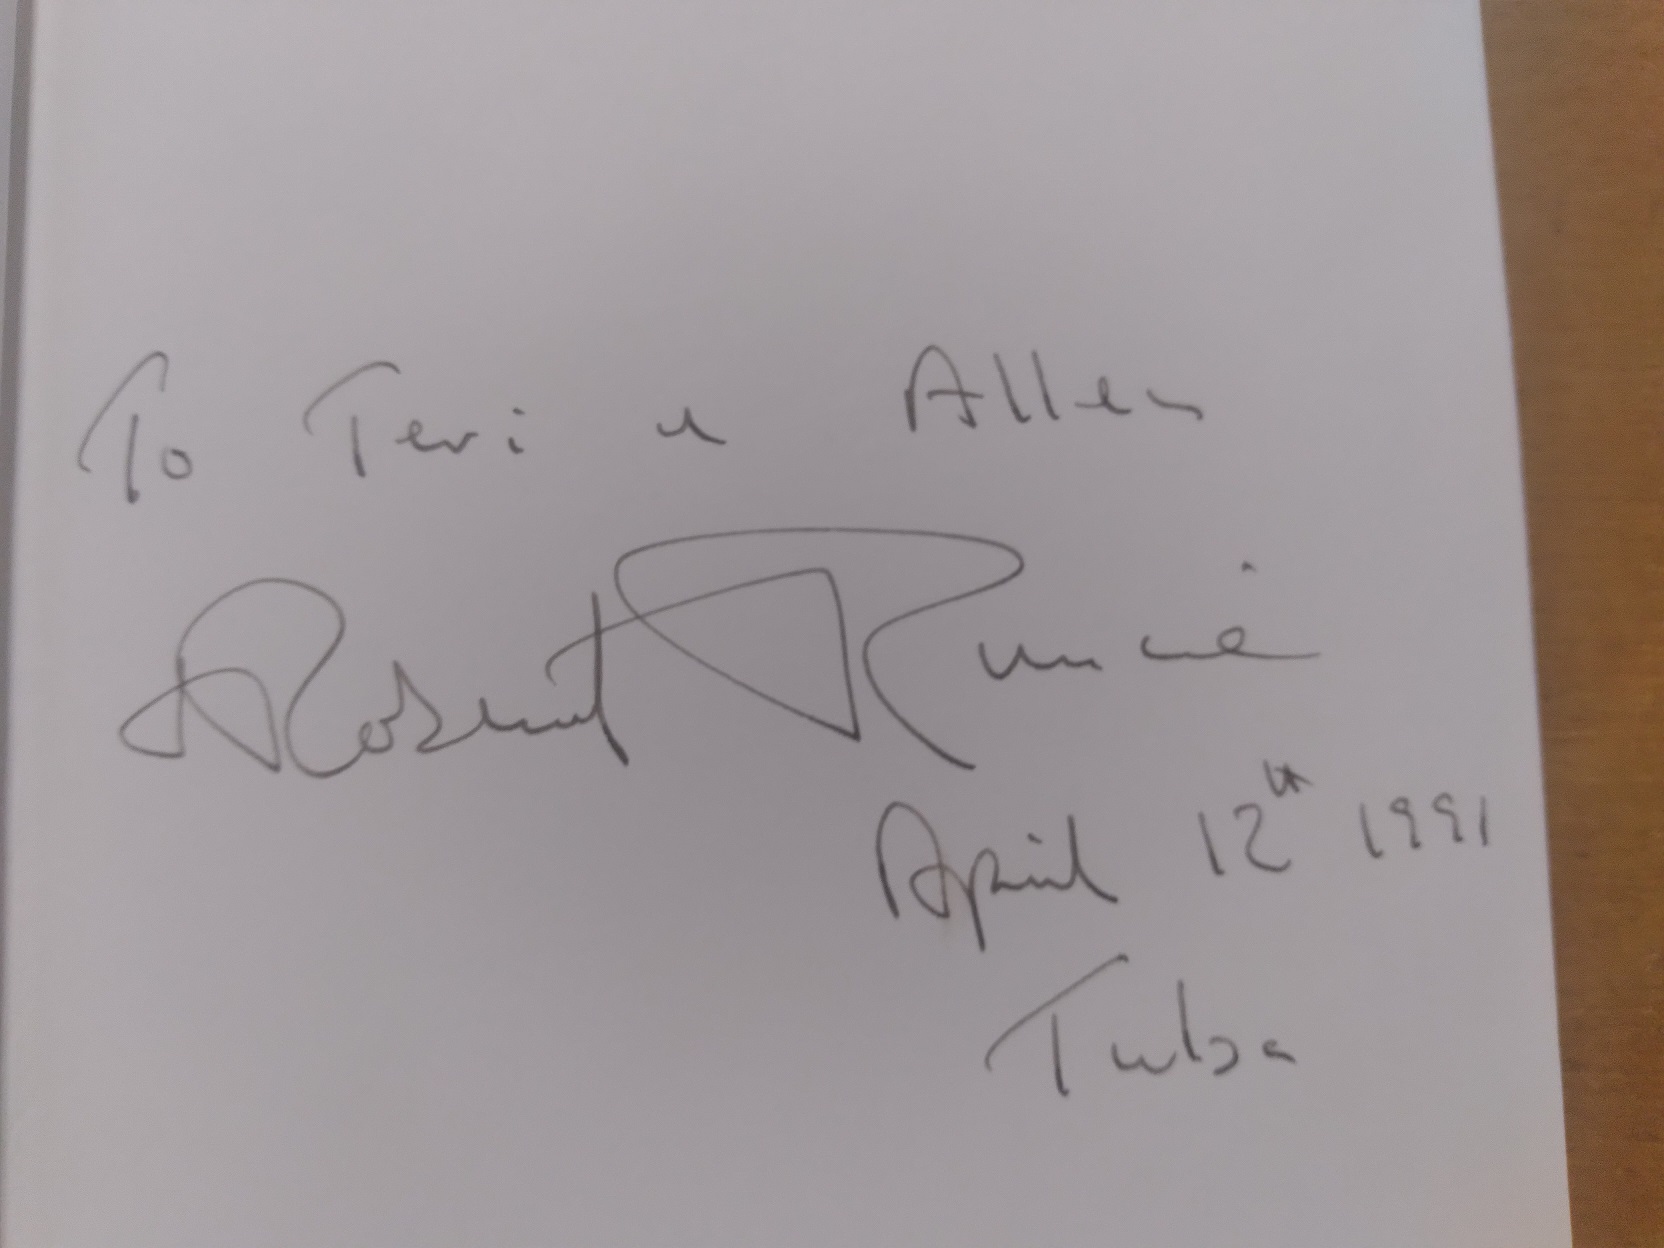 To Teri & Allen
Robert Runcie
April 12th 1991
Tulsa